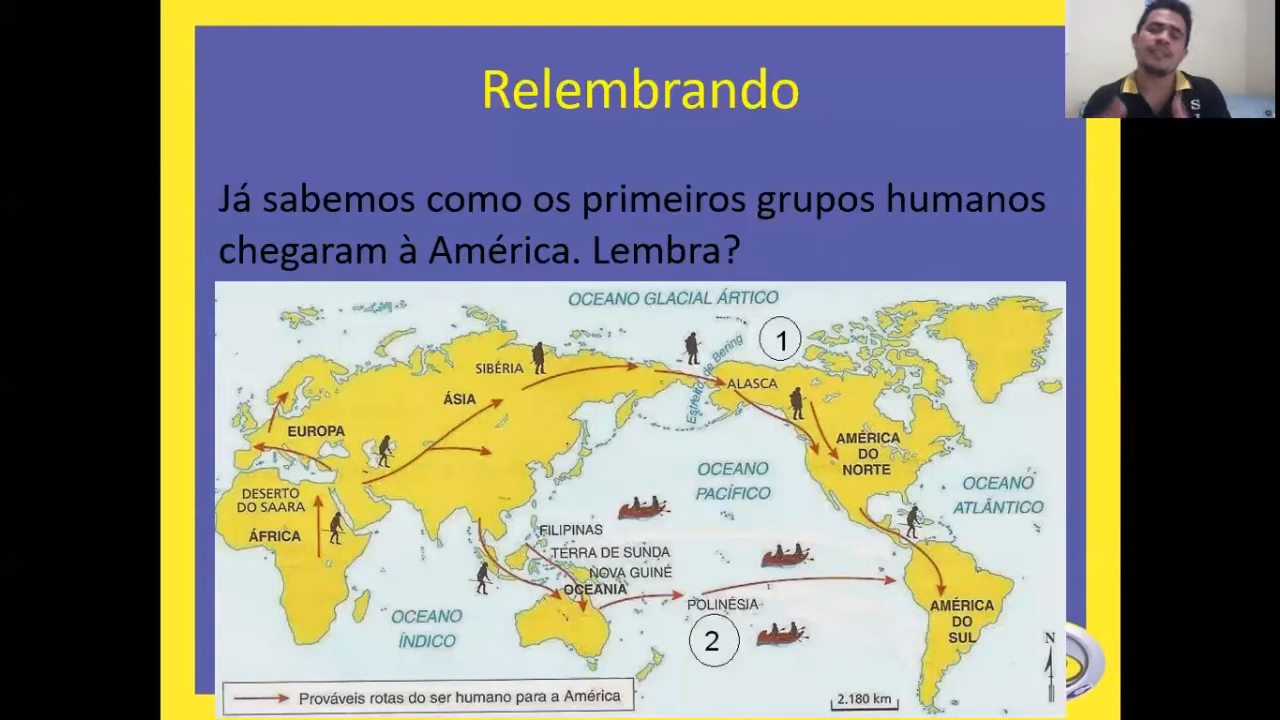 Relembrando
S
Já sabemos como os primeiros grupos humanos
chegaram à América. Lembra?
OCEANO GLACIAL ÁRTICO
1
Estreito de Bering
SIBÉRIA
ALASCA
ÁSIA
EUROPA
AMÉRICA
DO
NORTE
OCEANO
PACÍFICO
OCEANO
ATLÂNTICO
DESERTO
DO SAARA
ÁFRICA
FILIPINAS
TERRA DE SUNDA
NOVA GUINÉ
OCEANIA
POLINÉSIA
OCEANO
ÍNDICO
AMÉRICA
DO
SUL
2
N
Prováveis rotas do ser humano para a América
2.180 km